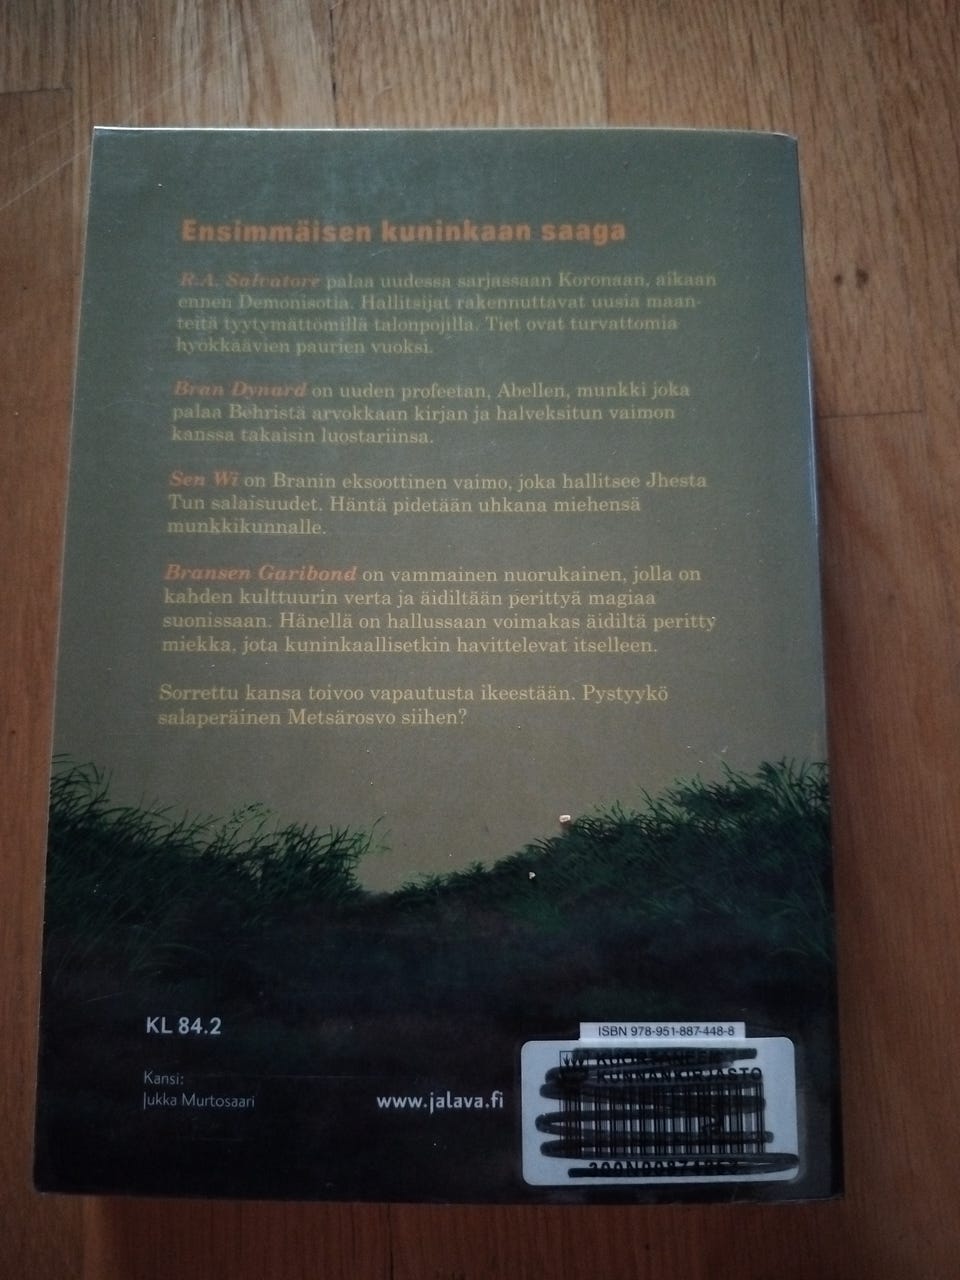 Ensimmäisen kuninkaan saaga
R.A. Salvatore palaa uudessa sarjassaan Koronaan, aikaan
ennen Demonisotia. Hallitsijat rakennuttavat uusia maan-
teitä tyytymättömillä talonpojilla. Tiet ovat turvattomia
hyökkäävien paurien vuoksi.
Bran Dynard on uuden profeetan, Abellen, munkki joka
palaa Behristä arvokkaan kirjan ja halveksitun vaimon
kanssa takaisin luostariinsa.
Sen Wi on Branin eksoottinen vaimo, joka hallitsee Jhesta
Tun salaisuudet. Häntä pidetään uhkana miehensä
munkkikunnalle.
Bransen Garibond on vammainen nuorukainen, jolla on
kahden kulttuurin verta ja äidiltään perittyä magiaa
suonissaan. Hänellä on hallussaan voimakas äidiltä peritty
miekka, jota kuninkaallisetkin havittelevat itselleen.
Sorrettu kansa toivoo vapautusta ikeestään. Pystyykö
salaperäinen Metsärosvo siihen?
KL 84.2
Kansi:
Jukka Murtosaari
www.jalava.fi
ISBN 978-951-887-448-8
KUNNANKIRJASTO